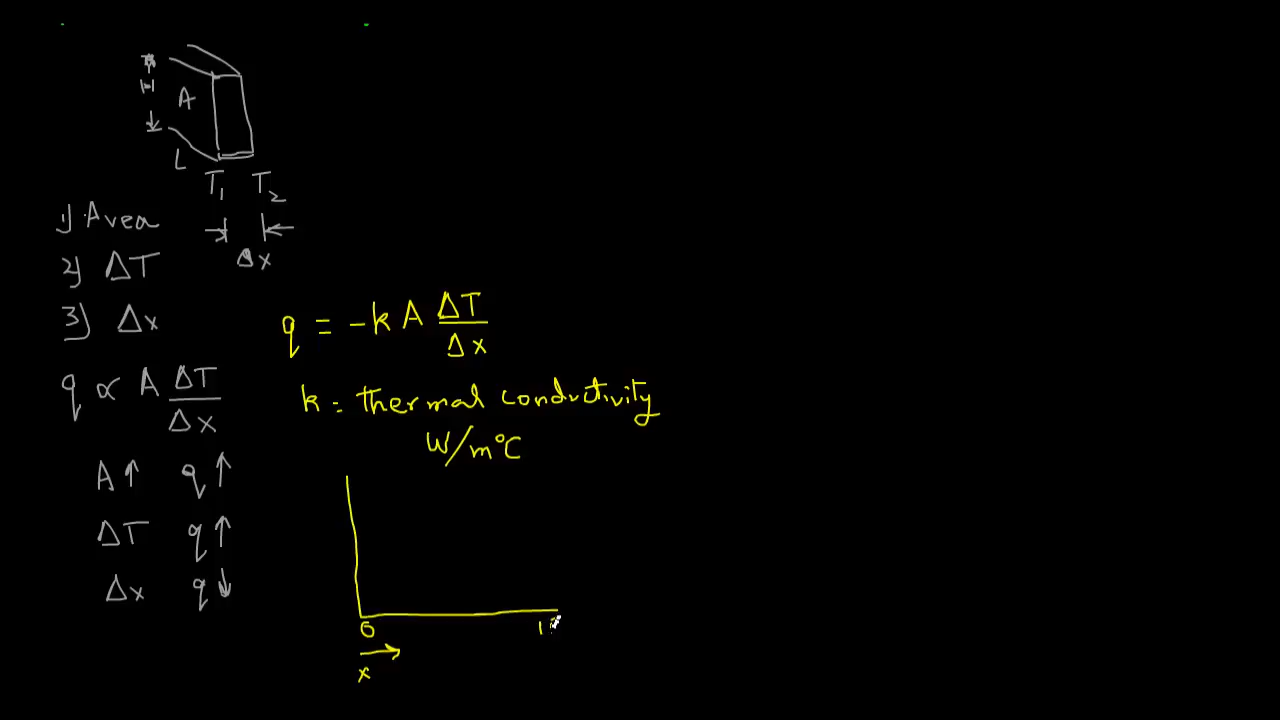 H
A
L
T₁ T₂
Δx
1) Area
2) ΔT
3) Δx
q ∝ A ΔT/Δx
A↑ q↑
ΔT q↑
Δx q↓
q = -k A ΔT/Δx
k = thermal conductivity
W/m°C
0
x